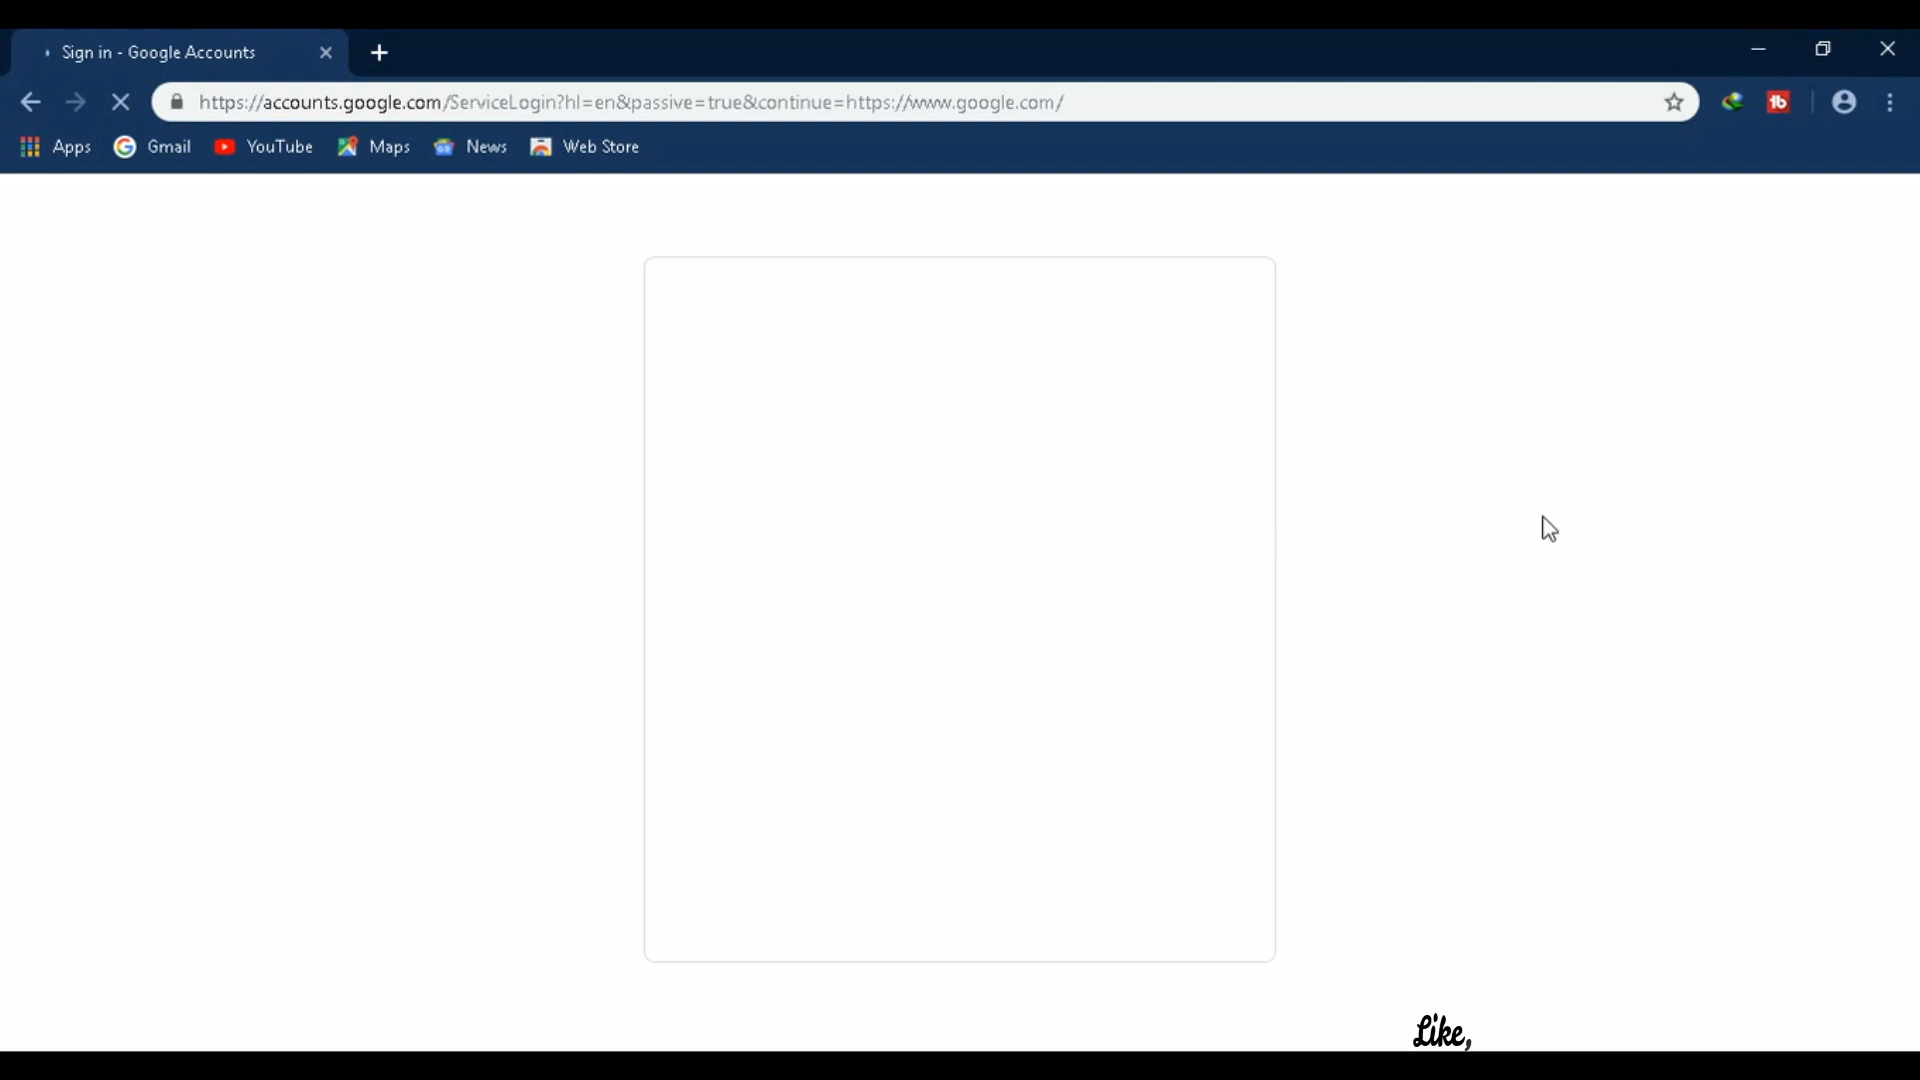 Sign in - Google Accounts
https://accounts.google.com/ServiceLogin?hl=en&passive=true&continue=https://www.google.com/
Apps Gmail YouTube Maps News Web Store
Like,